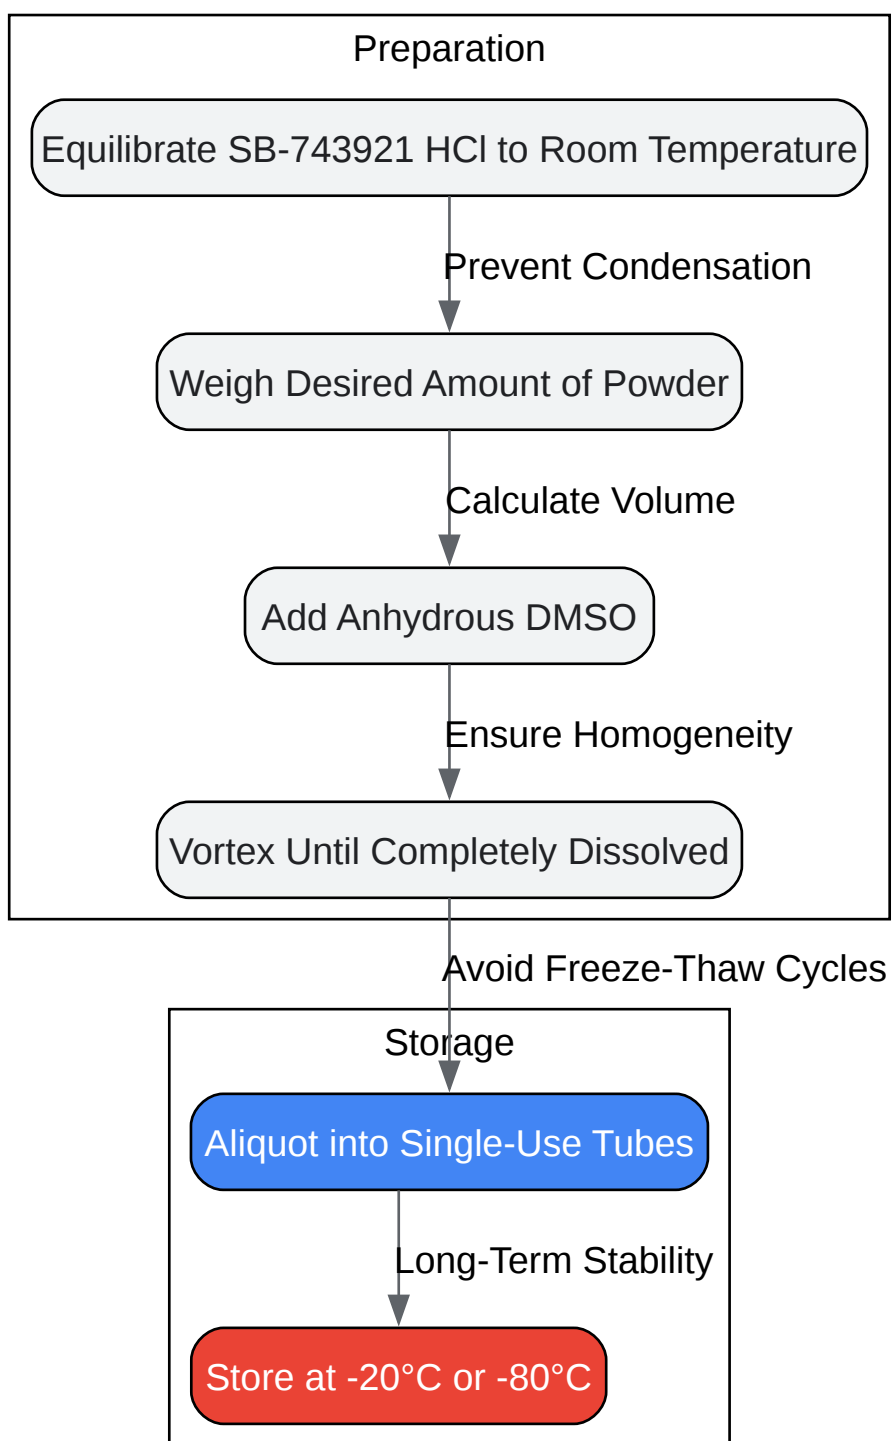 Preparation
Equilibrate SB-743921 HCl to Room Temperature
Prevent Condensation
Weigh Desired Amount of Powder
Calculate Volume
Add Anhydrous DMSO
Ensure Homogeneity
Vortex Until Completely Dissolved
Avoid Freeze-Thaw Cycles
Storage
Aliquot into Single-Use Tubes
Long-Term Stability
Store at -20°C or -80°C